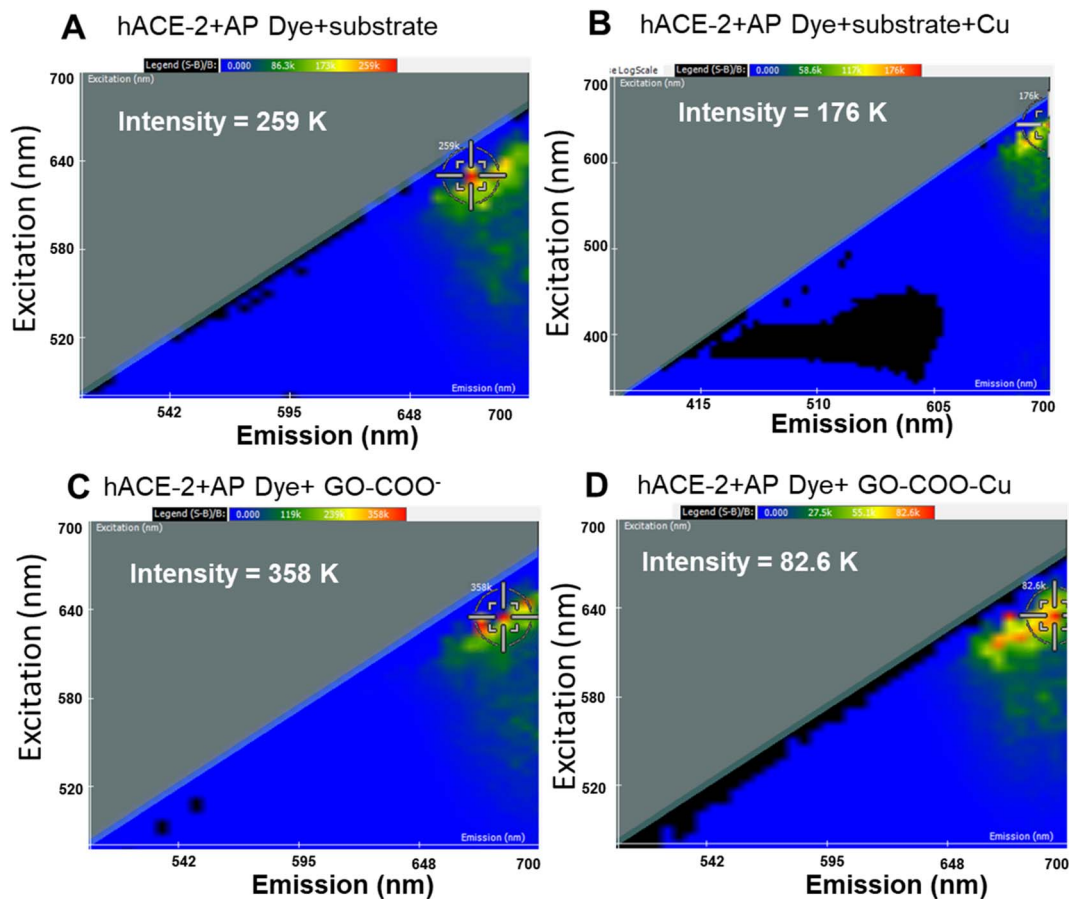 A hACE-2+AP Dye+substrate
Legend (S-B)/B: 0.000 86.3k 173k 259k
700 Excitation (nm)
Intensity = 259 K
259k
640
580
520
Excitation (nm)
Emission (nm)
542 595 648 700
Emission (nm)
B hACE-2+AP Dye+substrate+Cu
LogScale Legend (S-B)/B: 0.000 58.6k 117k 176k
700 Excitation (nm)
176k
Intensity = 176 K
600
500
400
Excitation (nm)
Emission (nm)
415 510 605 700
Emission (nm)
C hACE-2+AP Dye+ GO-COO⁻
Legend (S-B)/B: 0.000 119k 239k 358k
700 Excitation (nm)
Intensity = 358 K
358k
640
580
520
Excitation (nm)
Emission (nm)
542 595 648 700
Emission (nm)
D hACE-2+AP Dye+ GO-COO-Cu
Legend (S-B)/B: 0.000 27.5k 55.1k 82.6k
700 Excitation (nm)
Intensity = 82.6 K
82.6k
640
580
520
Excitation (nm)
Emission (nm)
542 595 648 700
Emission (nm)